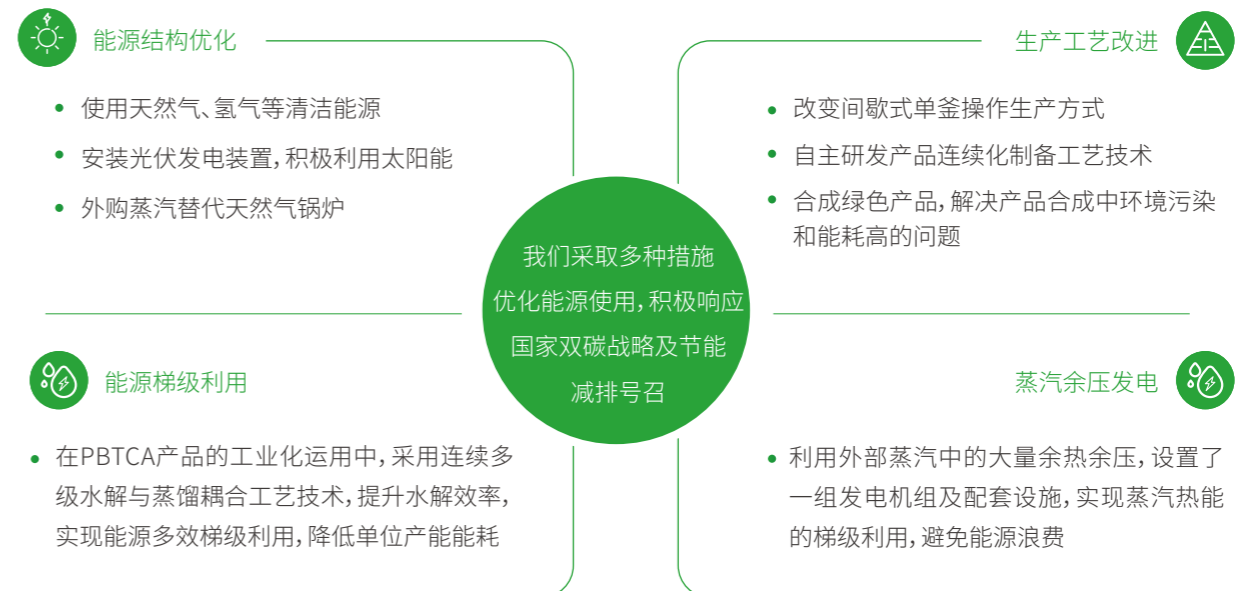 能源结构优化
使用天然气、氢气等清洁能源
安装光伏发电装置，积极利用太阳能
外购蒸汽替代天然气锅炉
生产工艺改进
改变间歇式单釜操作生产方式
自主研发产品连续化制备工艺技术
合成绿色产品，解决产品合成中环境污染
和能耗高的问题
我们采取多种措施
优化能源使用，积极响应
国家双碳战略及节能
减排号召
能源梯级利用
在PBTCA产品的工业化运用中，采用连续多
级水解与蒸馏耦合工艺技术，提升水解效率，
实现能源多效梯级利用，降低单位产能能耗
蒸汽余压发电
利用外部蒸汽中的大量余热余压，设置了
一组发电机组及配套设施，实现蒸汽热能
的梯级利用，避免能源浪费